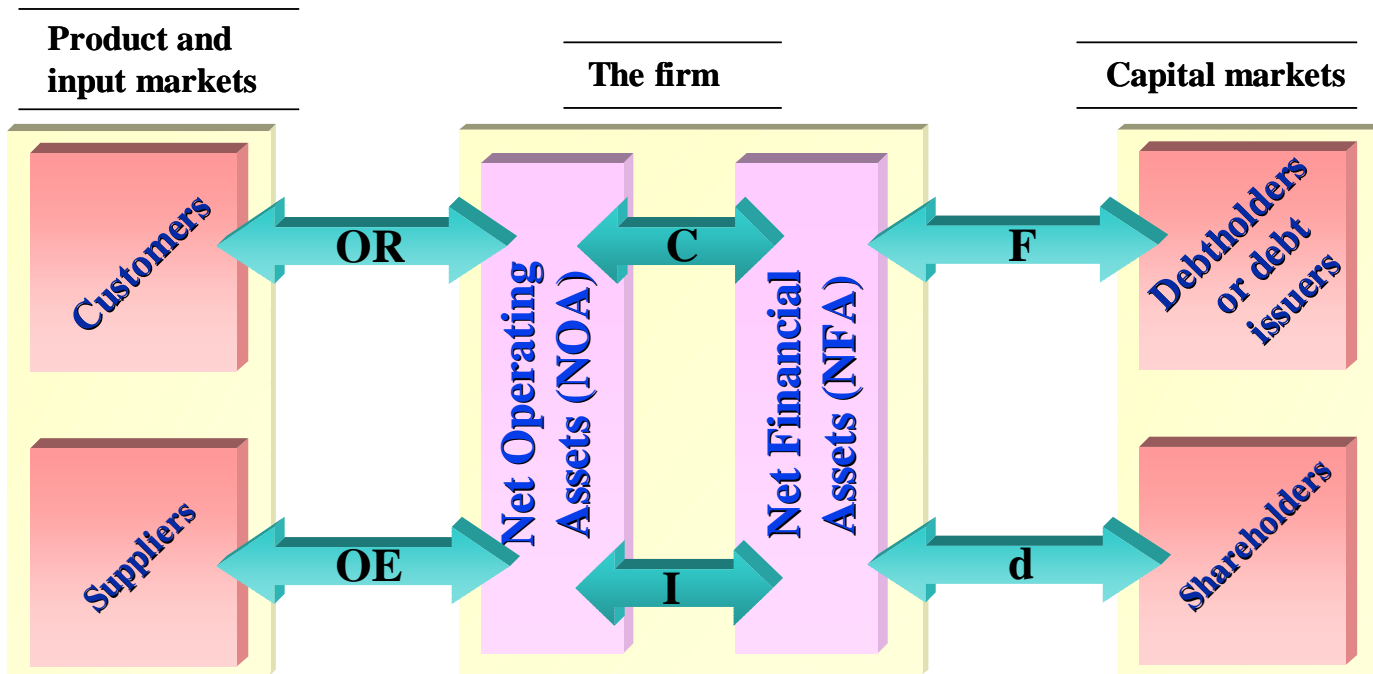 Product and
input markets
The firm
Capital markets
Customers
OR
Net Operating
Assets (NOA)
C
Net Financial
Assets (NFA)
F
Debtholders
or debt
issuers
Suppliers
OE
I
d
Shareholders